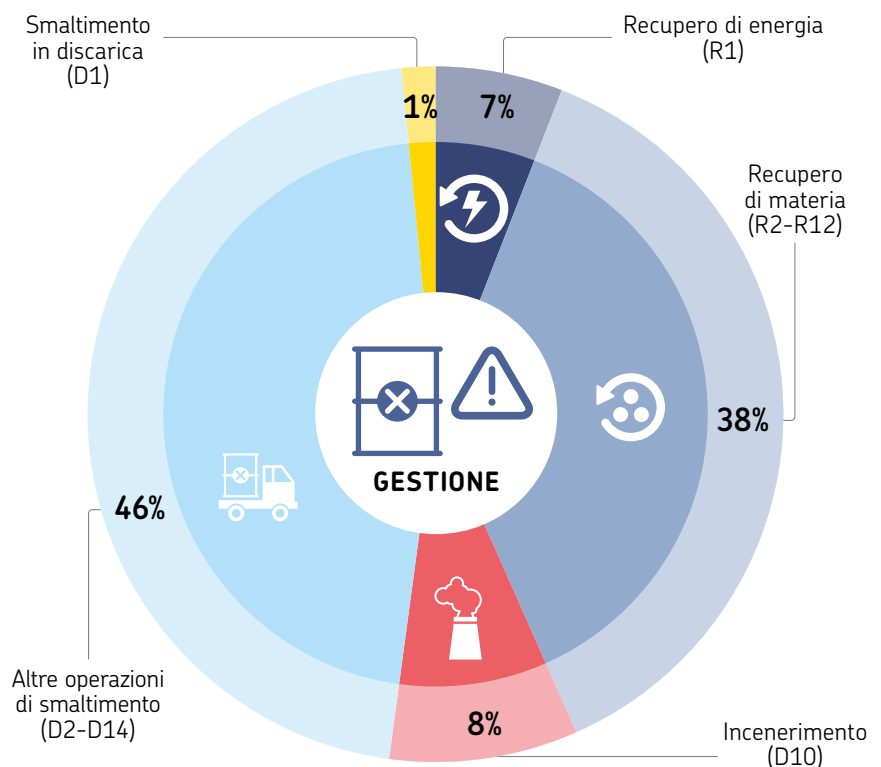 Smaltimento
in discarica
(D1)
Recupero di energia
(R1)
1%
7%
Recupero
di materia
(R2-R12)
38%
GESTIONE
46%
Altre operazioni
di smaltimento
(D2-D14)
8%
Incenerimento
(D10)